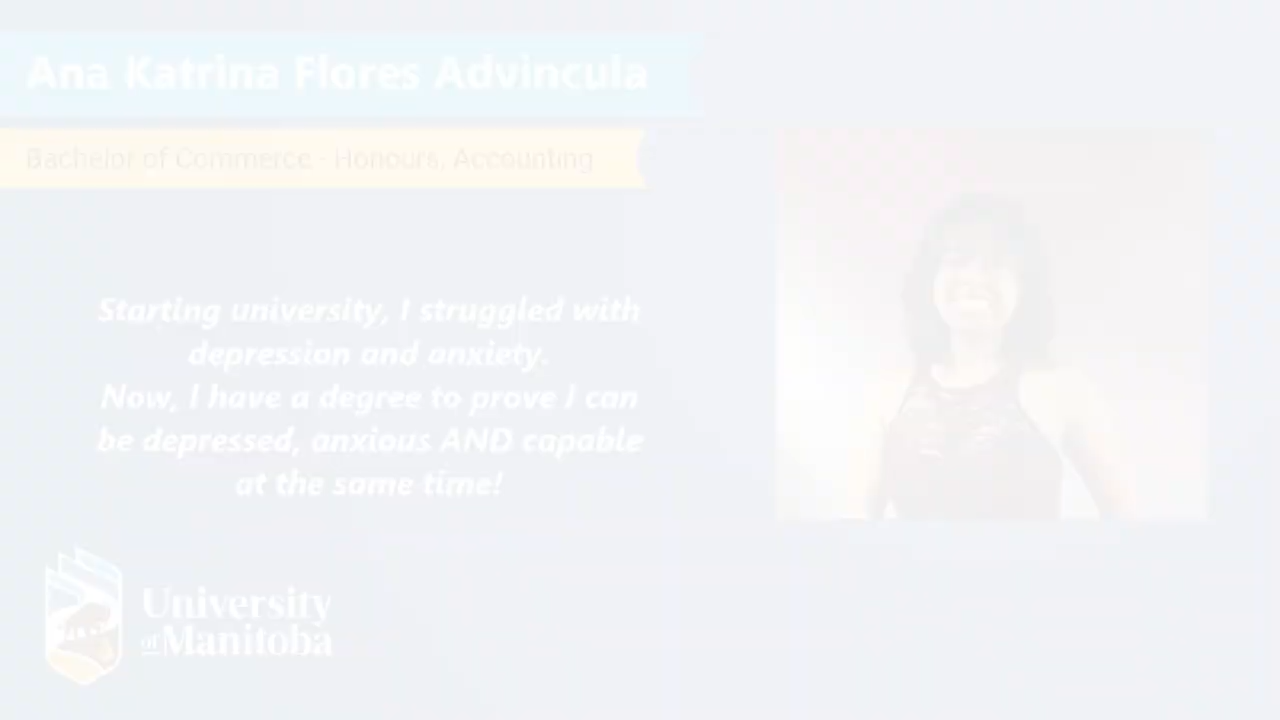 Ana Katrina Flores Advincula
Bachelor of Commerce - Honours, Accounting
Starting university, I struggled with
depression and anxiety.
Now, I have a degree to prove I can
be depressed, anxious AND capable
at the same time!
University
of Manitoba